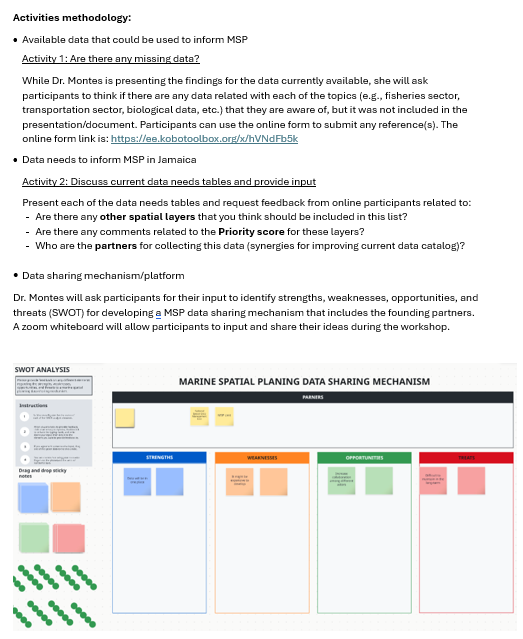 Activities methodology:
• Available data that could be used to inform MSP
Activity 1: Are there any missing data?
While Dr. Montes is presenting the findings for the data currently available, she will ask
participants to think if there are any data related with each of the topics (e.g., fisheries sector,
transportation sector, biological data, etc.) that they are aware of, but it was not included in the
presentation/document. Participants can use the online form to submit any reference(s). The
online form link is: https://ee.kobotoolbox.org/x/hVNdFb5k
• Data needs to inform MSP in Jamaica
Activity 2: Discuss current data needs tables and provide input
Present each of the data needs tables and request feedback from online participants related to:
- Are there any other spatial layers that you think should be included in this list?
- Are there any comments related to the Priority score for these layers?
- Who are the partners for collecting this data (synergies for improving current data catalog)?
• Data sharing mechanism/platform
Dr. Montes will ask participants for their input to identify strengths, weaknesses, opportunities, and
threats (SWOT) for developing a MSP data sharing mechanism that includes the founding partners.
A zoom whiteboard will allow participants to input and share their ideas during the workshop.
SWOT ANALYSIS
MARINE SPATIAL PLANING DATA SHARING MECHANISM
PARNERS
Instructions
1
2
3
4
Drag and drop sticky
notes
STRENGTHS
WEAKNESSES
OPPORTUNITIES